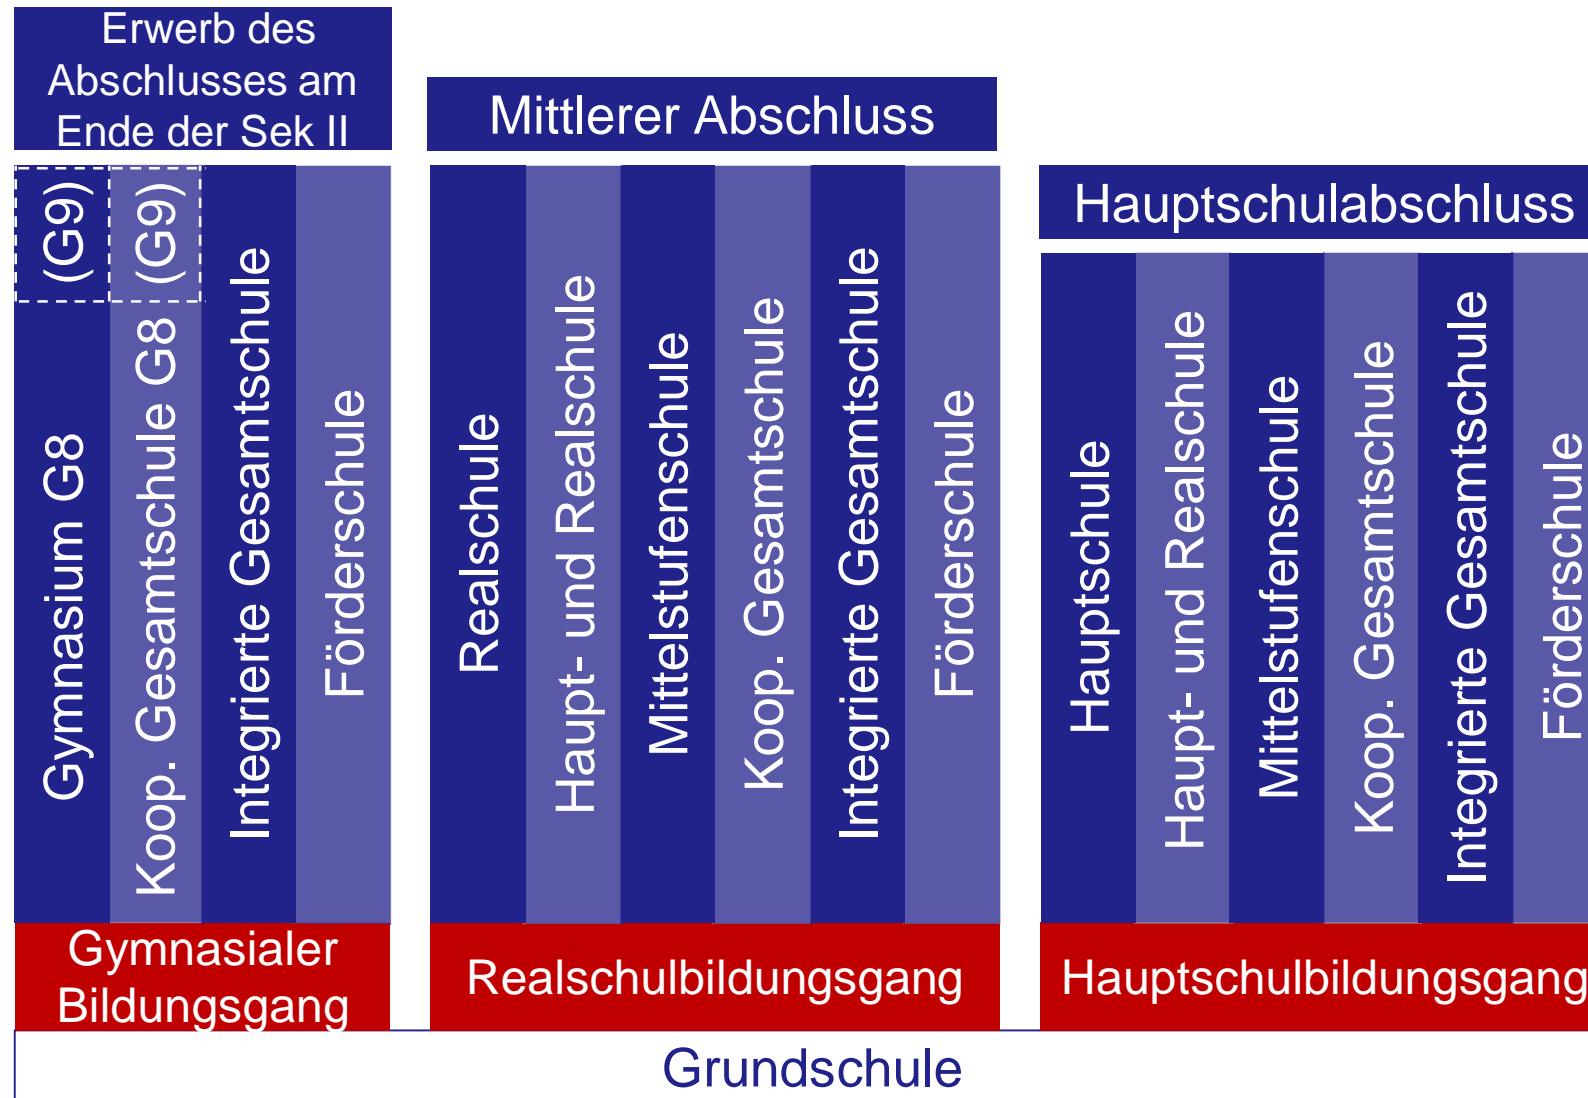 Erwerb des
Abschlusses am
Ende der Sek II
Mittlerer Abschluss
Hauptschulabschluss
Gymnasium G8 (G9)
Koop. Gesamtschule G8 (G9)
Integrierte Gesamtschule
Förderschule
Realschule
Haupt- und Realschule
Mittelstufenschule
Koop. Gesamtschule
Integrierte Gesamtschule
Förderschule
Hauptschule
Haupt- und Realschule
Mittelstufenschule
Koop. Gesamtschule
Integrierte Gesamtschule
Förderschule
Gymnasialer
Bildungsgang
Realschulbildungsgang
Hauptschulbildungsgang
Grundschule